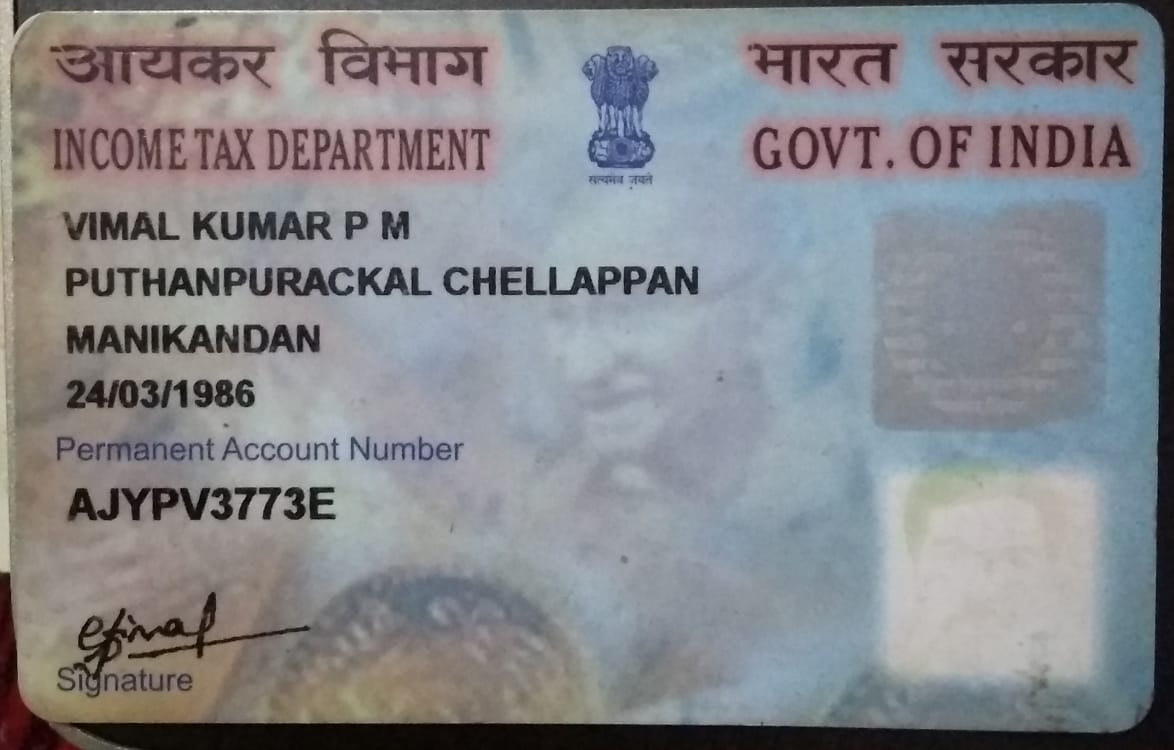 आयकर विभाग
भारत सरकार
INCOME TAX DEPARTMENT
GOVT. OF INDIA
सत्यमेव जयते
VIMAL KUMAR P M
PUTHANPURACKAL CHELLAPPAN
MANIKANDAN
24/03/1986
Permanent Account Number
AJYPV3773E
Signature